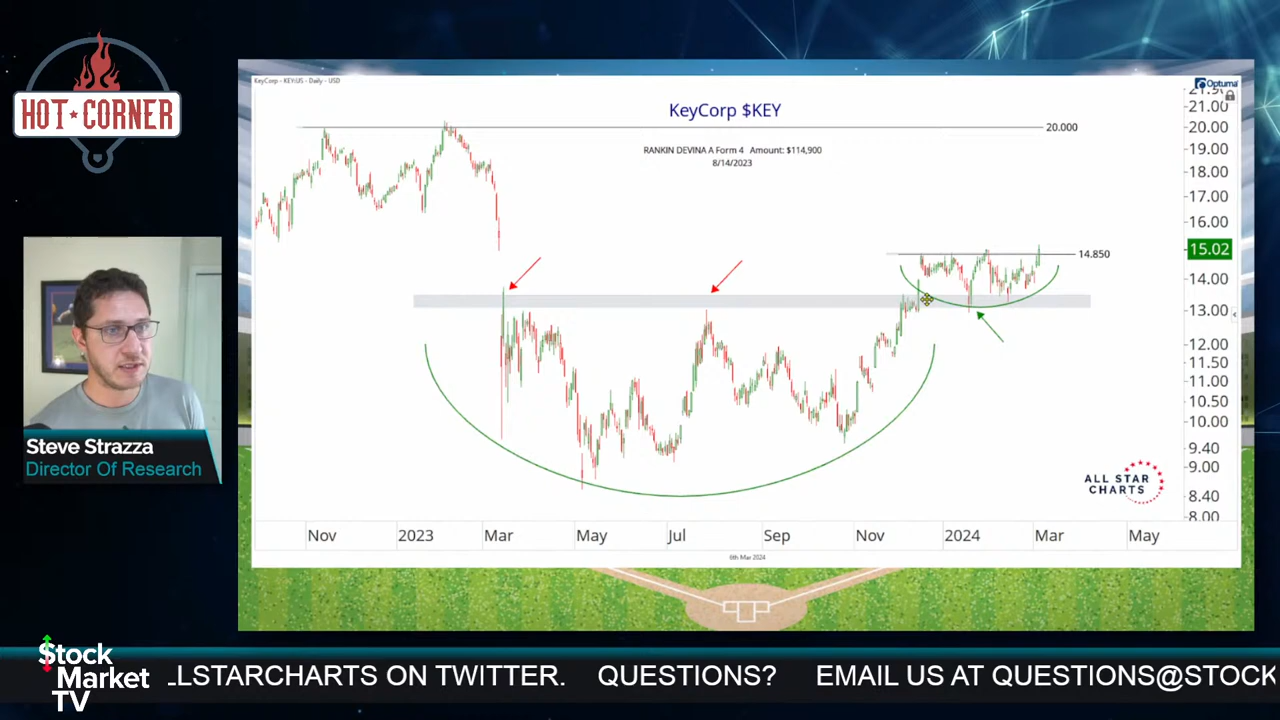 HOT★CORNER
KeyCorp - KEY:US - Daily - USD
Optuma
KeyCorp $KEY
RANKIN DEVINA A Form 4 Amount: $114,900
8/14/2023
20.000
14.850
21.00
20.00
19.00
18.00
17.00
16.00
15.02
14.00
13.00
12.00
11.50
11.00
10.50
10.00
9.40
9.00
8.40
8.00
ALL STAR
CHARTS
Nov 2023 Mar May Jul Sep Nov 2024 Mar May
6th Mar 2024
Steve Strazza
Director Of Research
$tock
Market
TV
LLSTARCHARTS ON TWITTER. QUESTIONS? EMAIL US AT QUESTIONS@STOCK